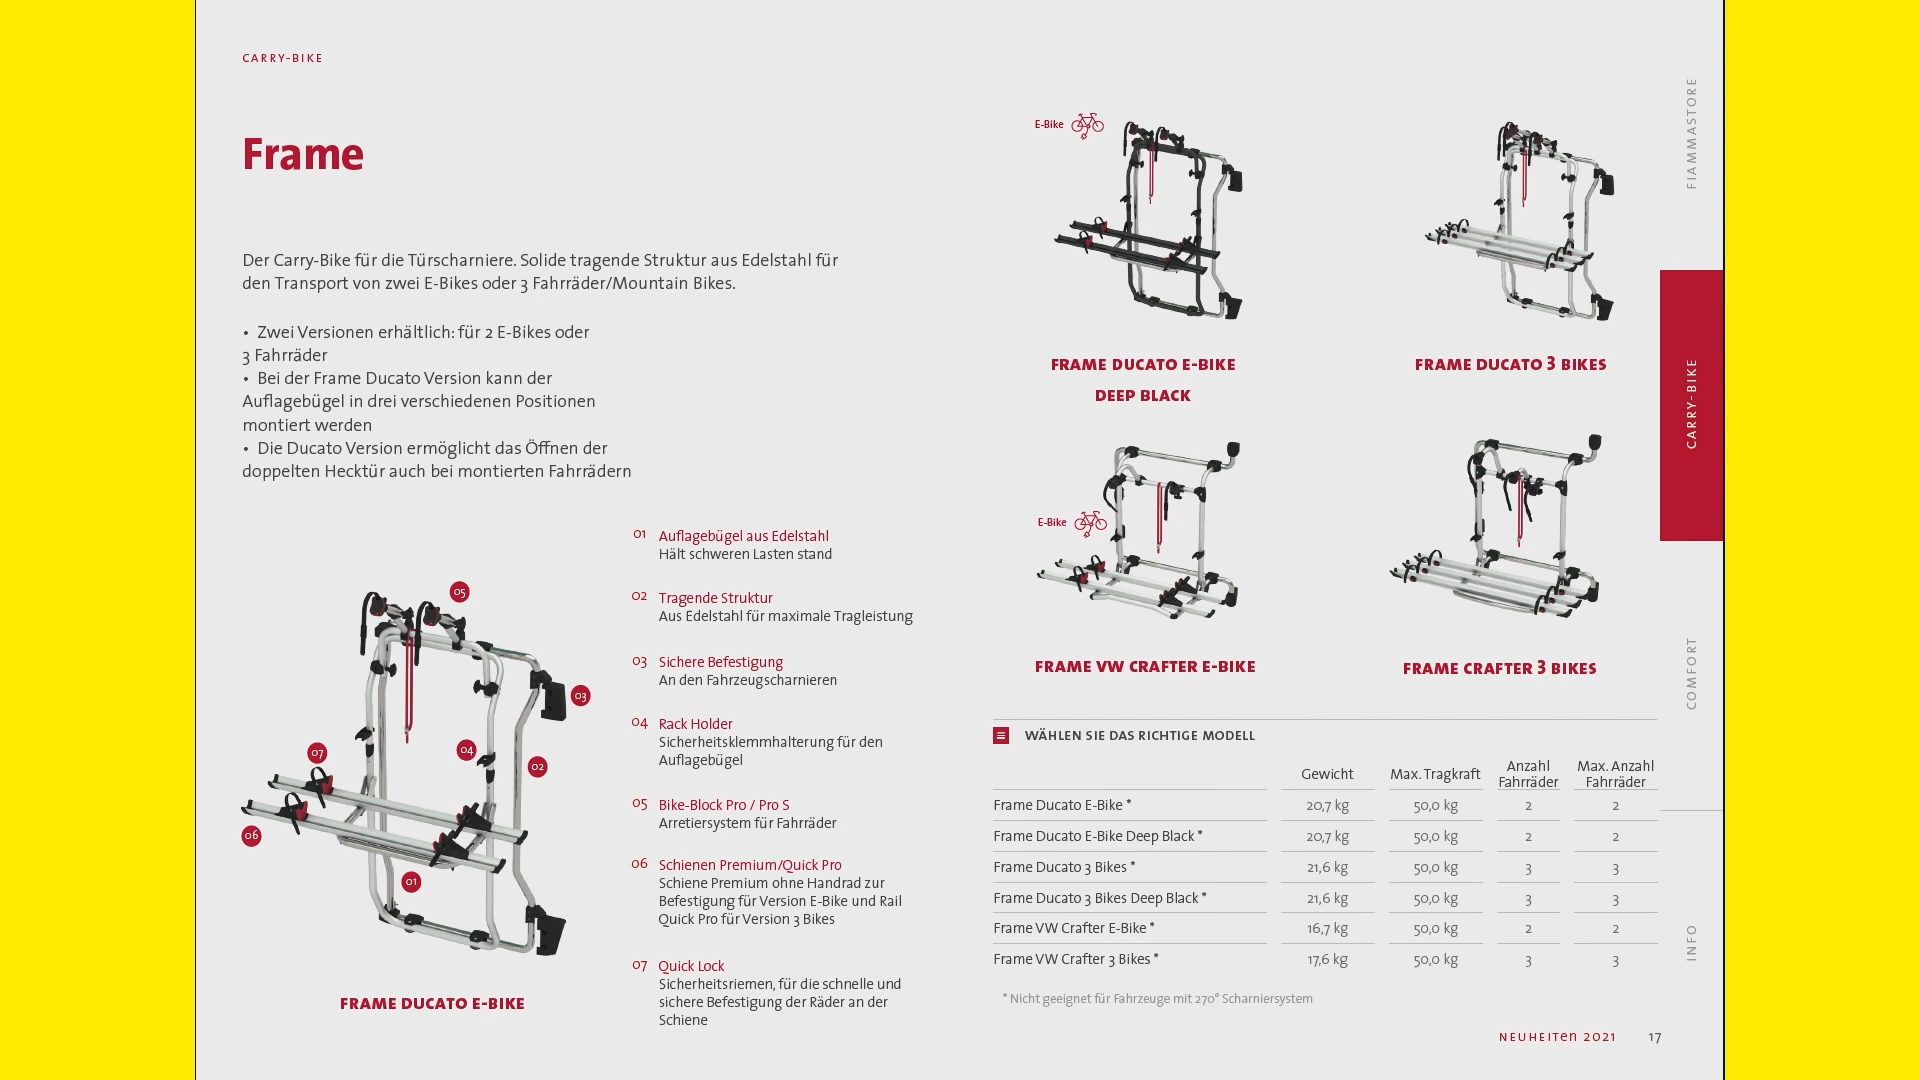 CARRY-BIKE
Frame
Der Carry-Bike für die Türscharniere. Solide tragende Struktur aus Edelstahl für
den Transport von zwei E-Bikes oder 3 Fahrräder/Mountain Bikes.
• Zwei Versionen erhältlich: für 2 E-Bikes oder
3 Fahrräder
• Bei der Frame Ducato Version kann der
Auflagebügel in drei verschiedenen Positionen
montiert werden
• Die Ducato Version ermöglicht das Öffnen der
doppelten Hecktür auch bei montierten Fahrrädern
05
03
07
04
02
06
01
FRAME DUCATO E-BIKE
01 Auflagebügel aus Edelstahl
Hält schweren Lasten stand
02 Tragende Struktur
Aus Edelstahl für maximale Tragleistung
03 Sichere Befestigung
An den Fahrzeugscharnieren
04 Rack Holder
Sicherheitsklemmhalterung für den
Auflagebügel
05 Bike-Block Pro / Pro S
Arretiersystem für Fahrräder
06 Schienen Premium/Quick Pro
Schiene Premium ohne Handrad zur
Befestigung für Version E-Bike und Rail
Quick Pro für Version 3 Bikes
07 Quick Lock
Sicherheitsriemen, für die schnelle und
sichere Befestigung der Räder an der
Schiene
E-Bike
FRAME DUCATO E-BIKE
DEEP BLACK
FRAME DUCATO 3 BIKES
E-Bike
FRAME VW CRAFTER E-BIKE
FRAME CRAFTER 3 BIKES
WÄHLEN SIE DAS RICHTIGE MODELL
Gewicht Max. Tragkraft Anzahl Fahrräder Max. Anzahl Fahrräder
Frame Ducato E-Bike * 20,7 kg 50,0 kg 2 2
Frame Ducato E-Bike Deep Black * 20,7 kg 50,0 kg 2 2
Frame Ducato 3 Bikes * 21,6 kg 50,0 kg 3 3
Frame Ducato 3 Bikes Deep Black * 21,6 kg 50,0 kg 3 3
Frame VW Crafter E-Bike * 16,7 kg 50,0 kg 2 2
Frame VW Crafter 3 Bikes * 17,6 kg 50,0 kg 3 3
* Nicht geeignet für Fahrzeuge mit 270° Scharniersystem
NEUHEITen 2021 17
FIAMMASTORE
CARRY-BIKE
COMFORT
INFO